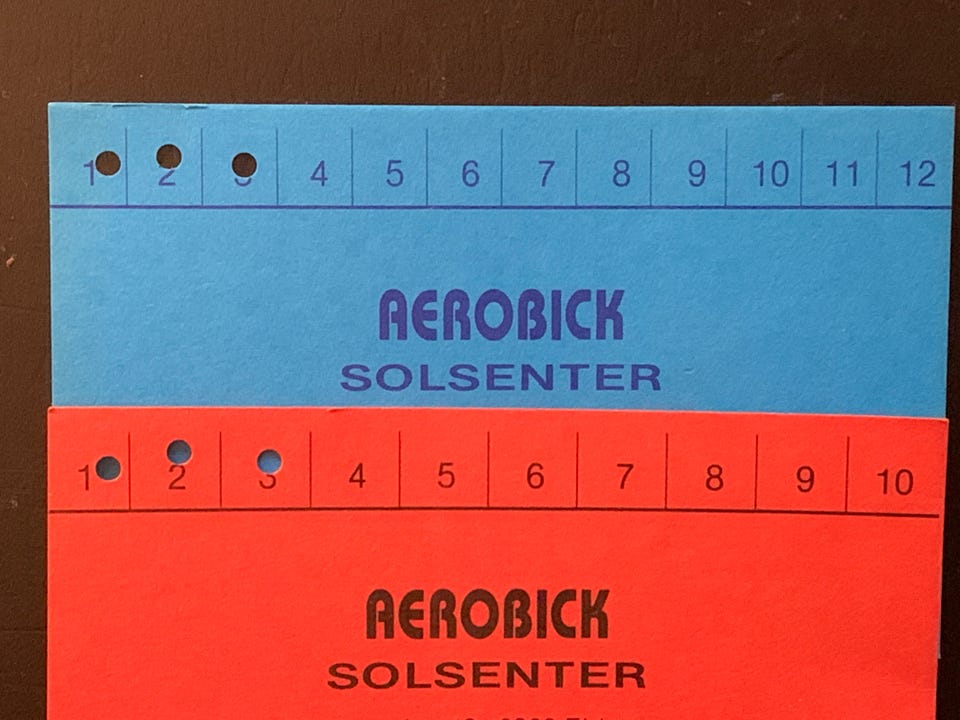 1 2 3 4 5 6 7 8 9 10 11 12
AEROBICK
SOLSENTER
1 2 3 4 5 6 7 8 9 10
AEROBICK
SOLSENTER